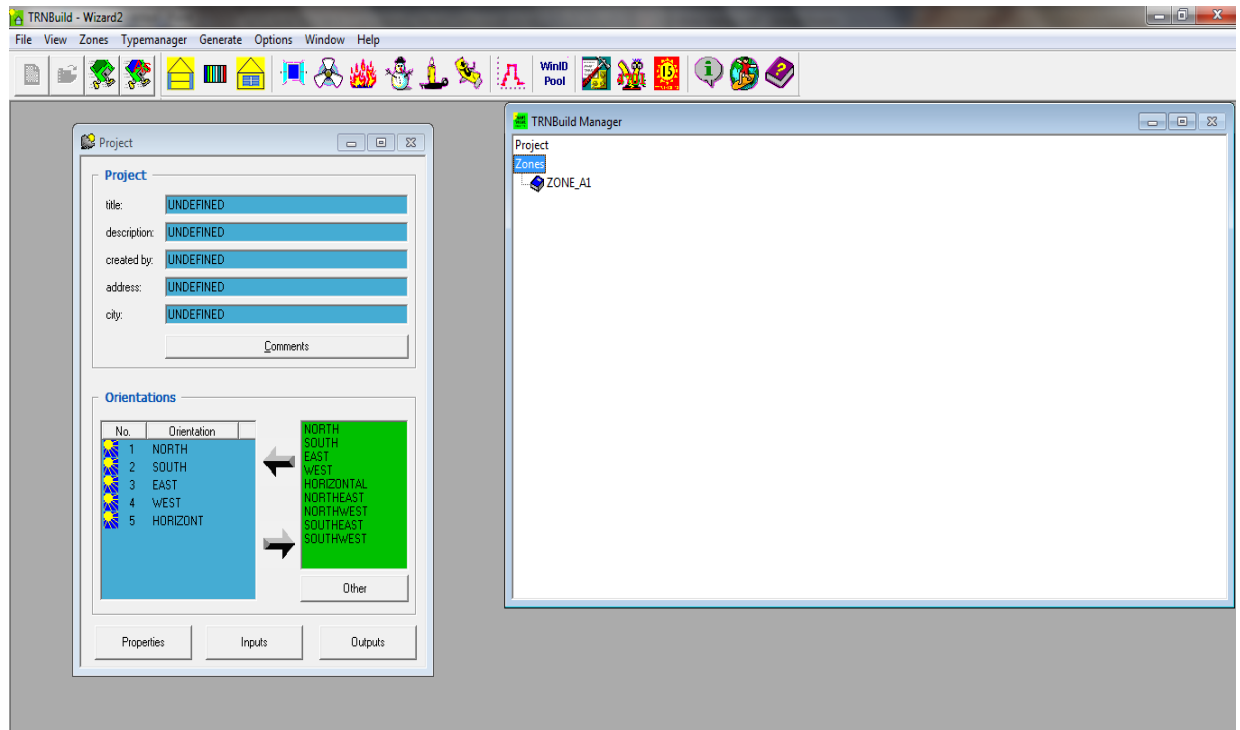 TRNBuild - Wizard2
File View Zones Typemanager Generate Options Window Help
WinID
Pool
15
Project
Project
title: UNDEFINED
description: UNDEFINED
created by: UNDEFINED
address: UNDEFINED
city: UNDEFINED
Comments
Orientations
No. Orientation
1 NORTH
2 SOUTH
3 EAST
4 WEST
5 HORIZONT
NORTH
SOUTH
EAST
WEST
HORIZONTAL
NORTHEAST
NORTHWEST
SOUTHEAST
SOUTHWEST
Other
Properties Inputs Outputs
TRNBuild Manager
Project
Zones
ZONE_A1